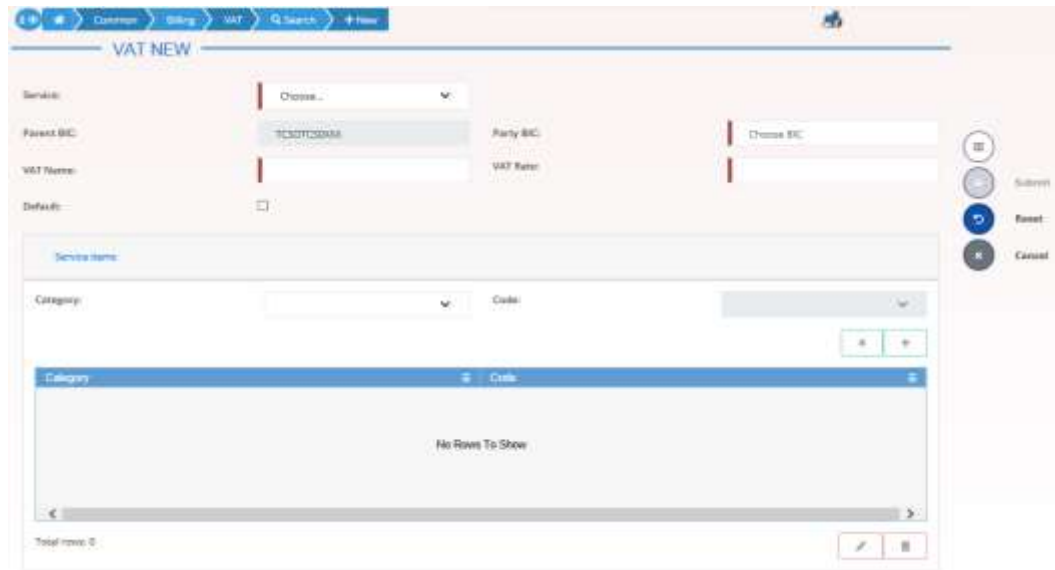 Common Billing VAT Search New
VAT NEW
Service: Choose...
Parent BIC: Party BIC: Choose BIC
VAT Name: VAT Rate:
Default:
Submit
Reset
Cancel
Service items
Category: Code:
Category Code
No Rows To Show
Total rows: 0